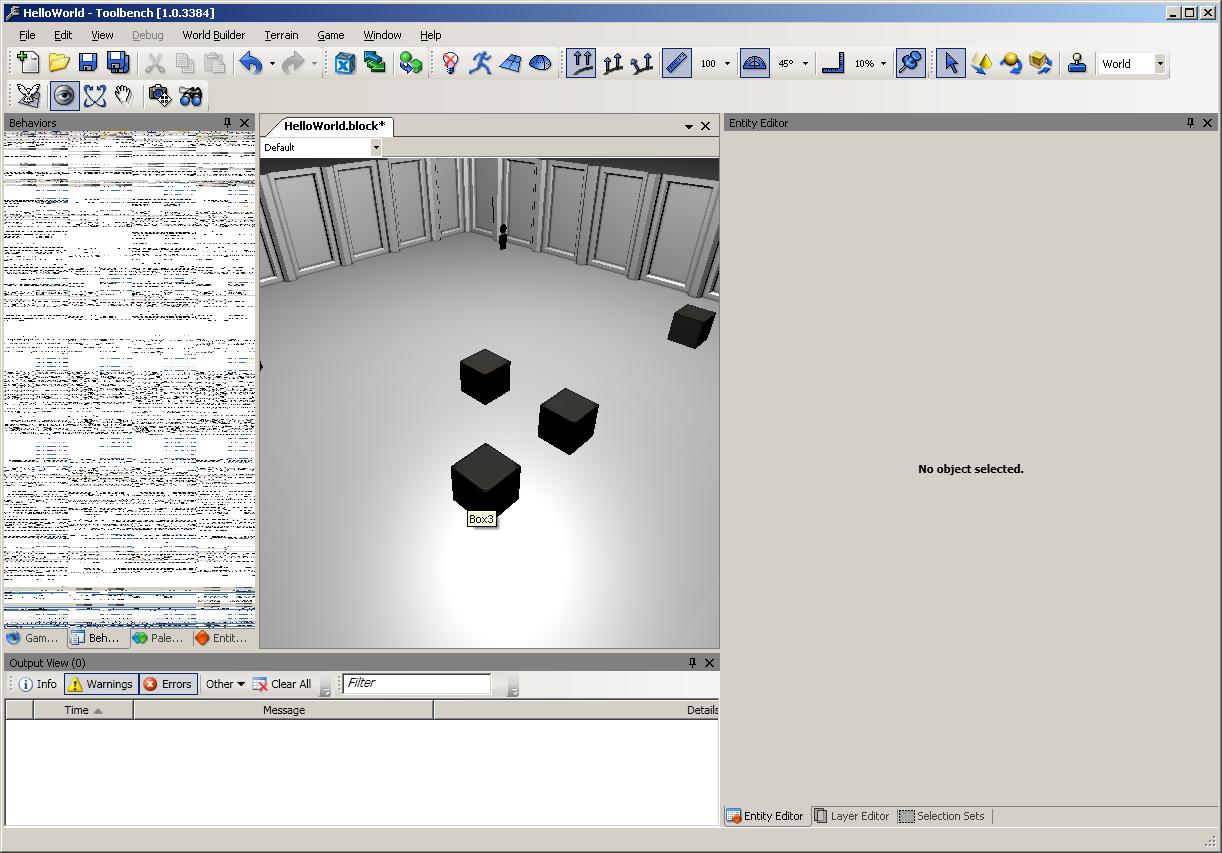 HelloWorld - Toolbench [1.0.3384]
File Edit View Debug World Builder Terrain Game Window Help
100 45° 10% World
Behaviors
HelloWorld.block*
Entity Editor
Default
No object selected.
Box3
Gam... Beh... Pale... Entit...
Output View (0)
Info Warnings Errors Other Clear All Filter
Time Message Details
Entity Editor Layer Editor Selection Sets